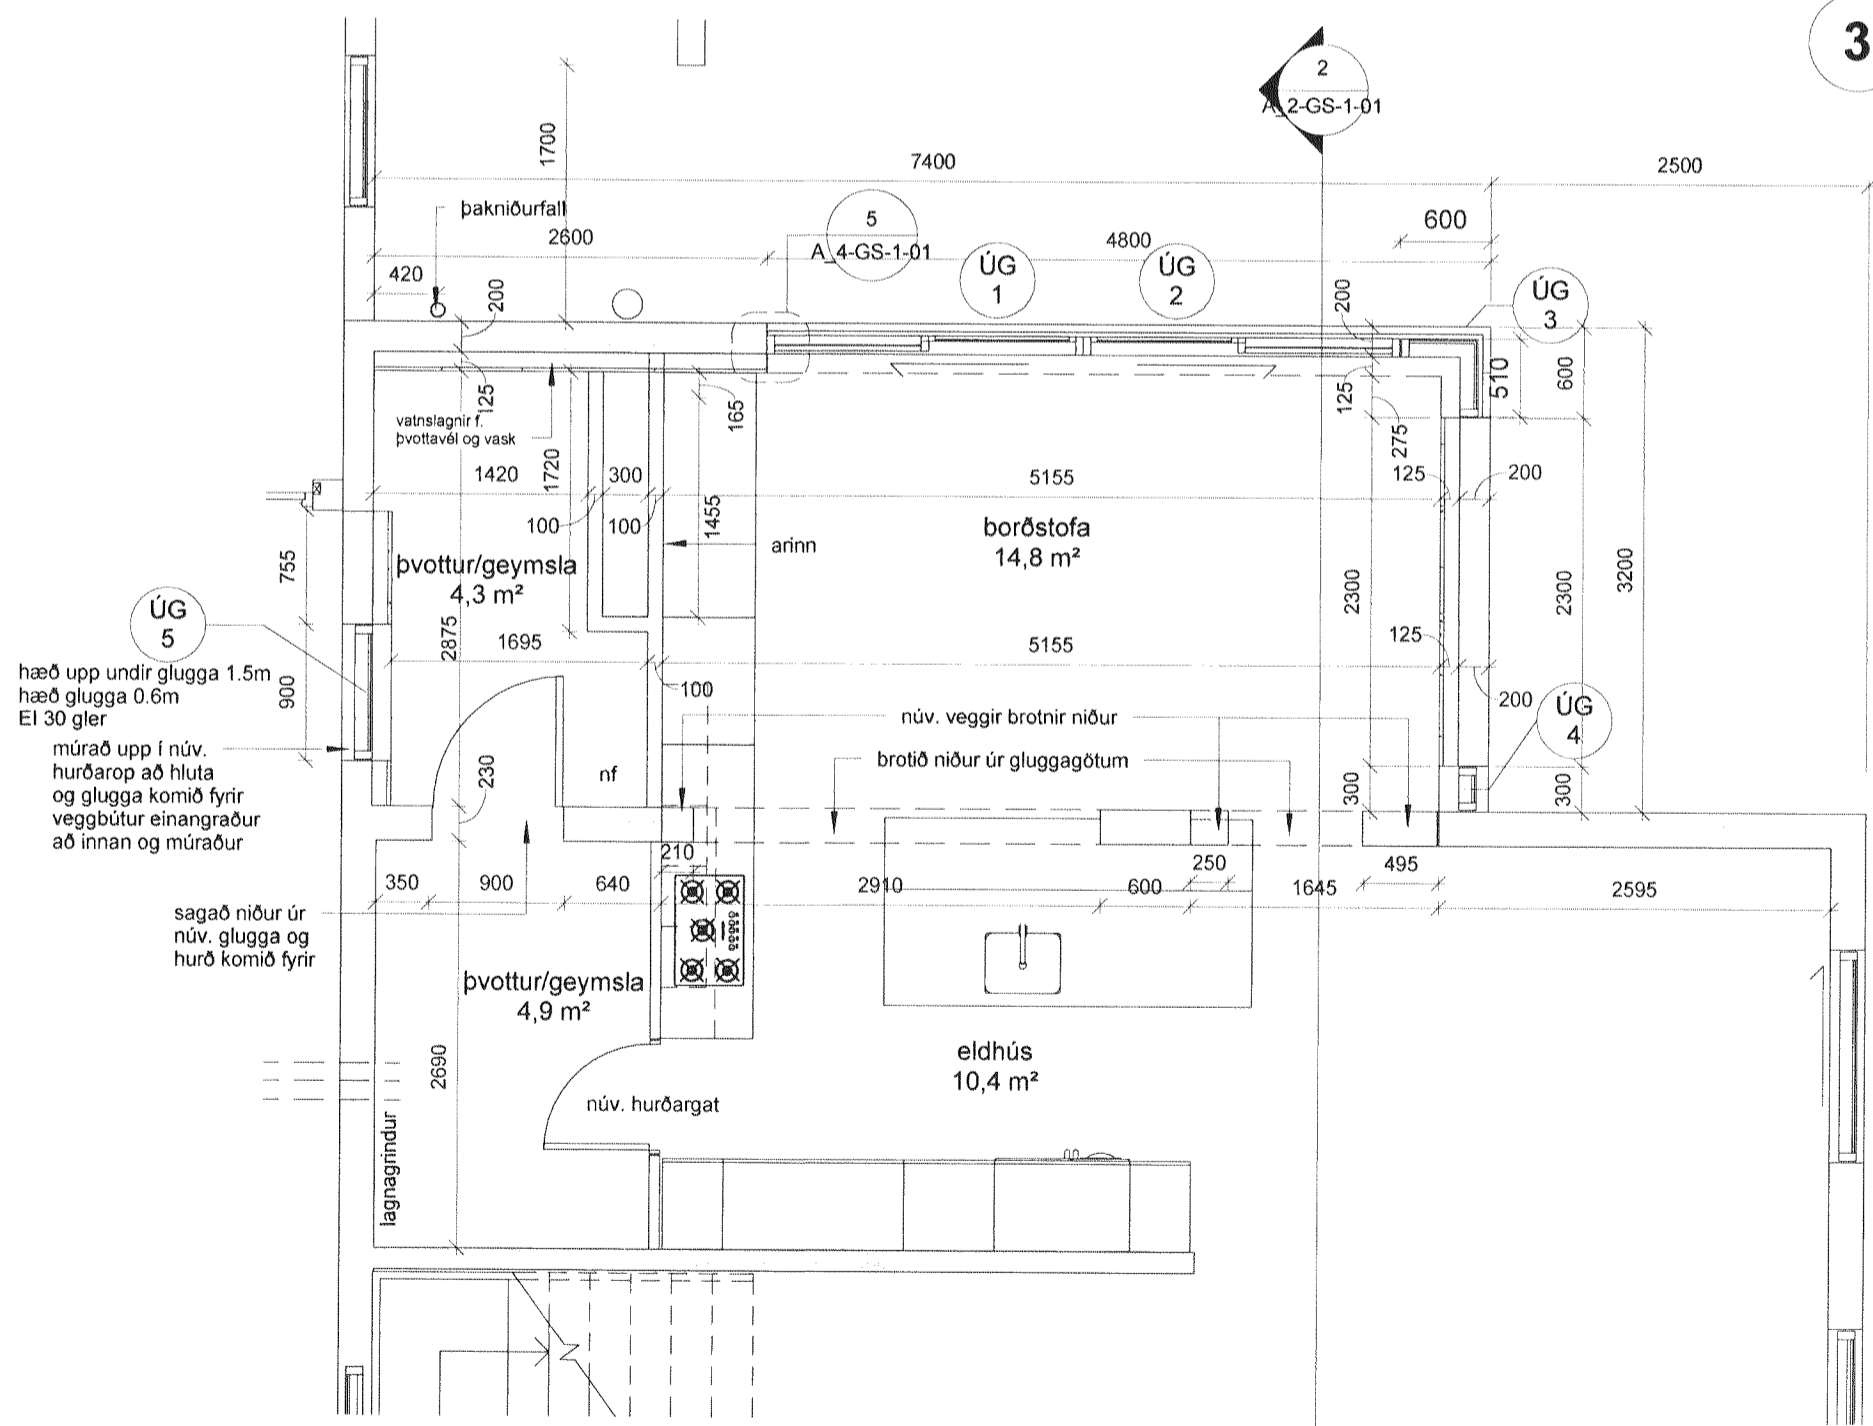 3
2
A_2-GS-1-01
1700
7400
2500
þakniðurfall
2600
5
A_4-GS-1-01
4800
600
420
200
ÚG
1
ÚG
2
200
ÚG
3
510
600
125
165
125
275
vatnslagnir f.
þvottavél og vask
1420
1720
300
5155
125
200
100
100
1455
arinn
borðstofa
14,8 m²
755
þvottur/geymsla
4,3 m²
2300
2300
3200
ÚG
5
2875
1695
5155
125
hæð upp undir glugga 1.5m
hæð glugga 0.6m
EI 30 gler
900
100
200
ÚG
4
núv. veggir brotnir niður
múrað upp í núv.
hurðarop að hluta
og glugga komið fyrir
veggbútur einangraður
að innan og múraður
230
nf
brotið niður úr gluggagötum
300
300
210
250
495
350
900
640
2910
600
1645
2595
sagað niður úr
núv. glugga og
hurð komið fyrir
þvottur/geymsla
4,9 m²
2690
eldhús
10,4 m²
núv. hurðargat
lagnagrindur